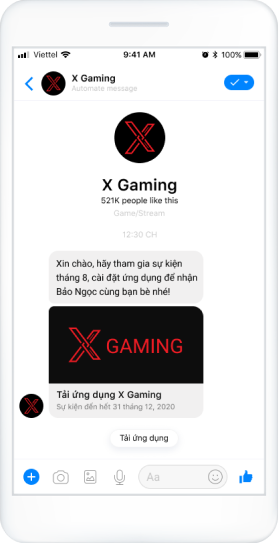 Viettel 9:41 AM 100%
X Gaming
Automate message
X Gaming
521K people like this
Game/Stream
12:30 CH
Xin chào, hãy tham gia sự kiện
tháng 8, cài đặt ứng dụng để nhận
Bảo Ngọc cùng bạn bè nhé!
X GAMING
Tải ứng dụng X Gaming
Sự kiện đến hết 31 tháng 12, 2020
Tải ứng dụng
Aa